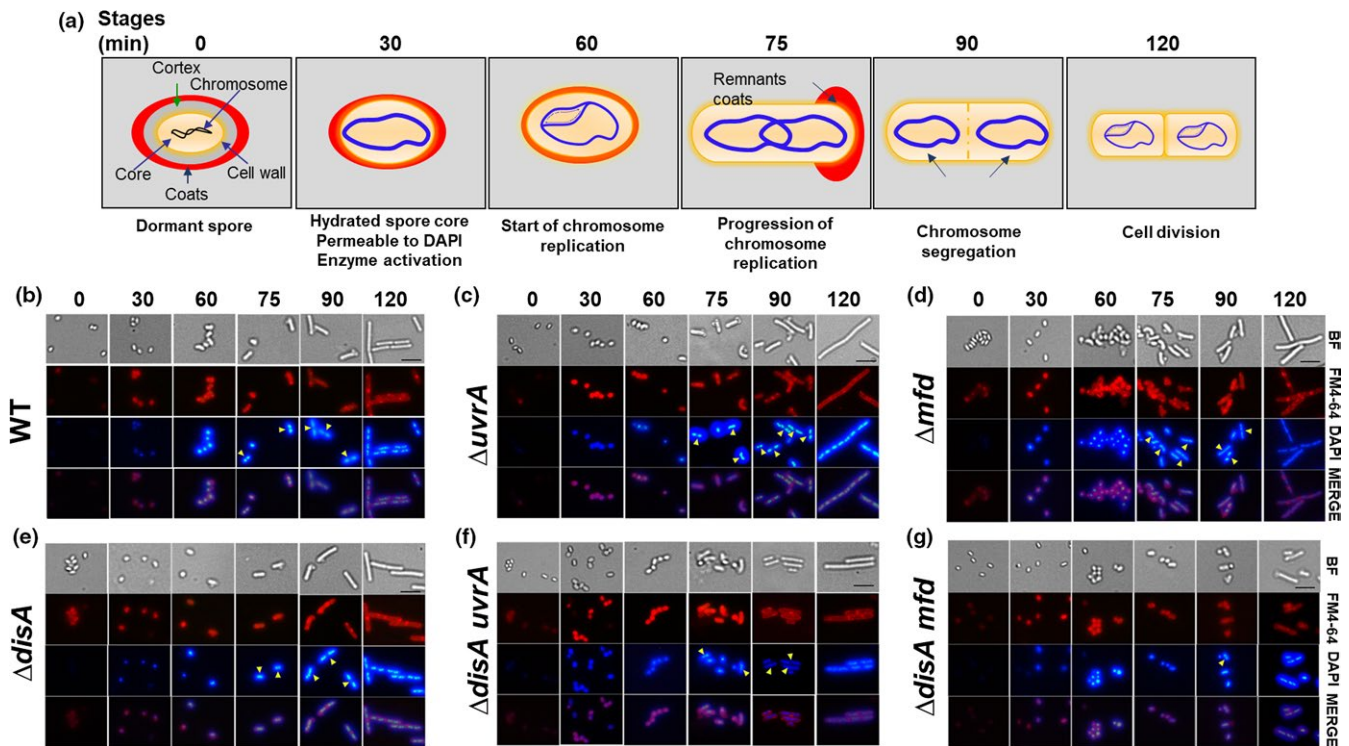 (a) Stages
(min) 0 30 60 75 90 120
Cortex
Chromosome
Core
Cell wall
Coats
Remnants
coats
Dormant spore
Hydrated spore core
Permeable to DAPI
Enzyme activation
Start of chromosome
replication
Progression of
chromosome
replication
Chromosome
segregation
Cell division
(b) 0 30 60 75 90 120
WT
(c) 0 30 60 75 90 120
ΔuvrA
(d) 0 30 60 75 90 120
Δmfd
BF
FM4-64
DAPI
MERGE
(e)
ΔdisA
(f)
ΔdisA uvrA
(g)
ΔdisA mfd
BF
FM4-64
DAPI
MERGE